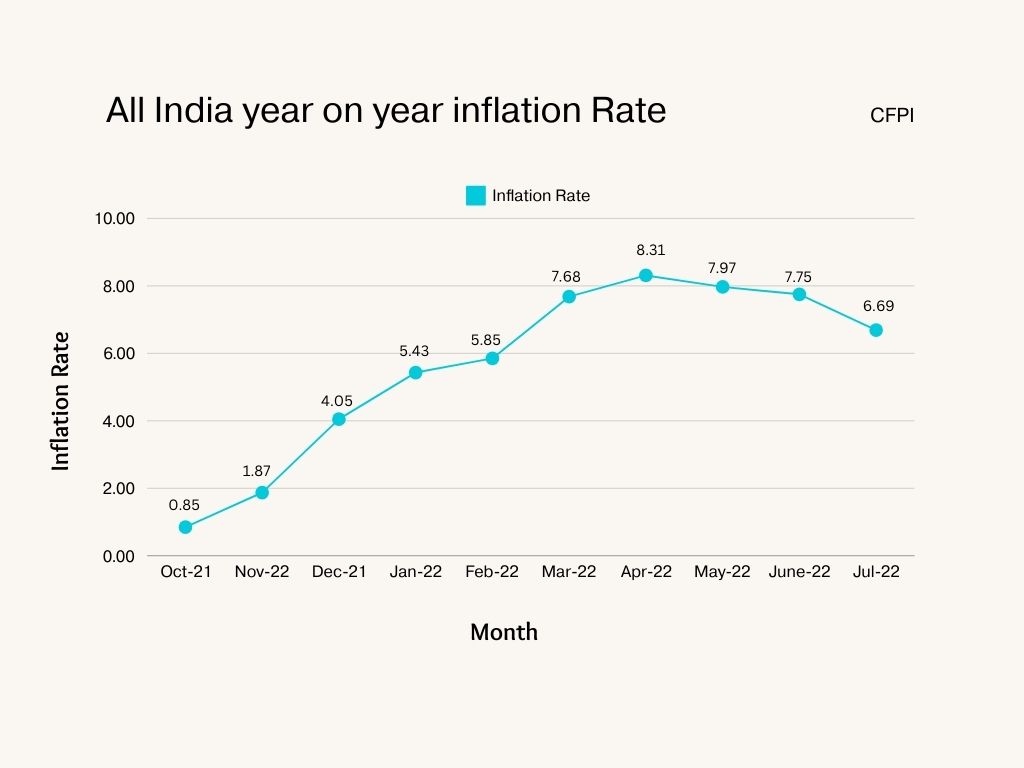 All India year on year inflation Rate
CFPI
Inflation Rate
10.00
8.00
6.00
4.00
2.00
0.00
Inflation Rate
0.85
1.87
4.05
5.43
5.85
7.68
8.31
7.97
7.75
6.69
Oct-21 Nov-22 Dec-21 Jan-22 Feb-22 Mar-22 Apr-22 May-22 June-22 Jul-22
Month